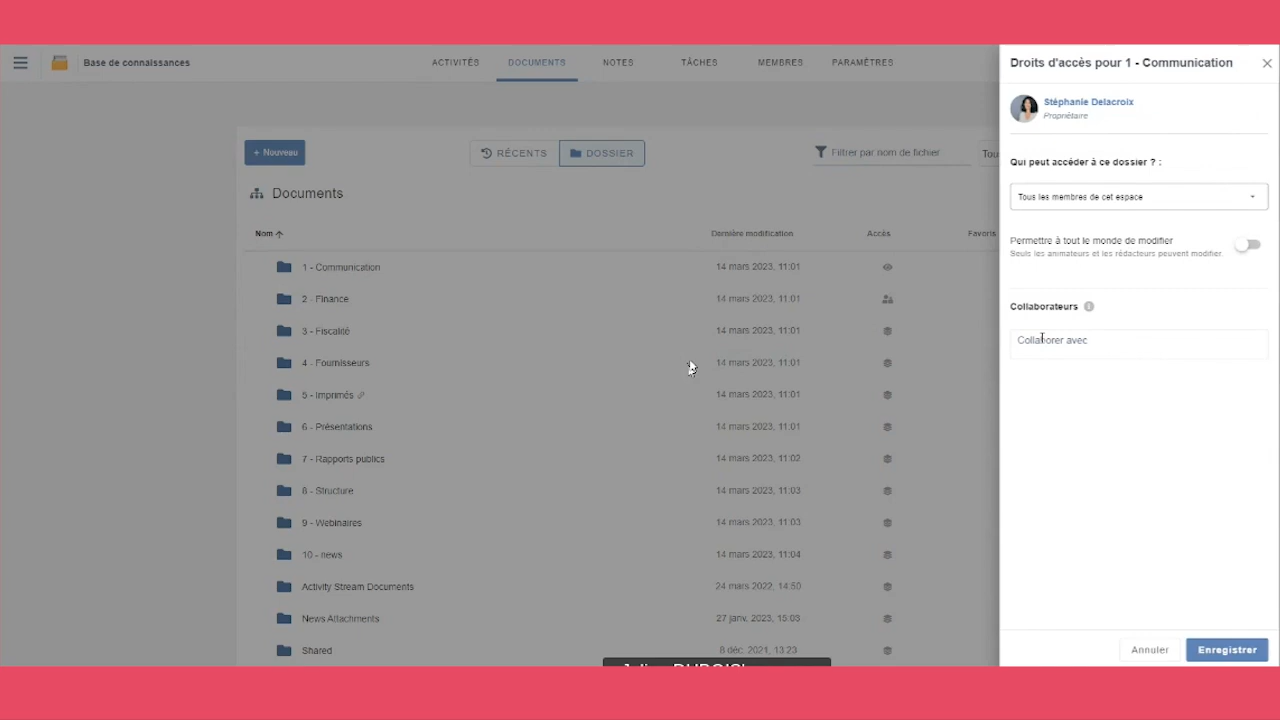 Base de connaissances
ACTIVITÉS
DOCUMENTS
NOTES
TÂCHES
MEMBRES
PARAMÈTRES
+ Nouveau
RÉCENTS
DOSSIER
Filtrer par nom de fichier
Tou
Documents
Nom
Dernière modification
Accès
Favoris
1 - Communication 14 mars 2023, 11:01
2 - Finance 14 mars 2023, 11:01
3 - Fiscalité 14 mars 2023, 11:01
4 - Fournisseurs 14 mars 2023, 11:01
5 - Imprimés 14 mars 2023, 11:01
6 - Présentations 14 mars 2023, 11:01
7 - Rapports publics 14 mars 2023, 11:02
8 - Structure 14 mars 2023, 11:03
9 - Webinaires 14 mars 2023, 11:03
10 - news 14 mars 2023, 11:04
Activity Stream Documents 24 mars 2022, 14:50
News Attachments 27 janv. 2023, 15:03
Shared 8 déc. 2021, 13:23
Droits d'accès pour 1 - Communication
Stéphanie Delacroix
Propriétaire
Qui peut accéder à ce dossier ? :
Tous les membres de cet espace
Permettre à tout le monde de modifier
Seuls les animateurs et les rédacteurs peuvent modifier.
Collaborateurs
Collaborer avec
Annuler
Enregistrer